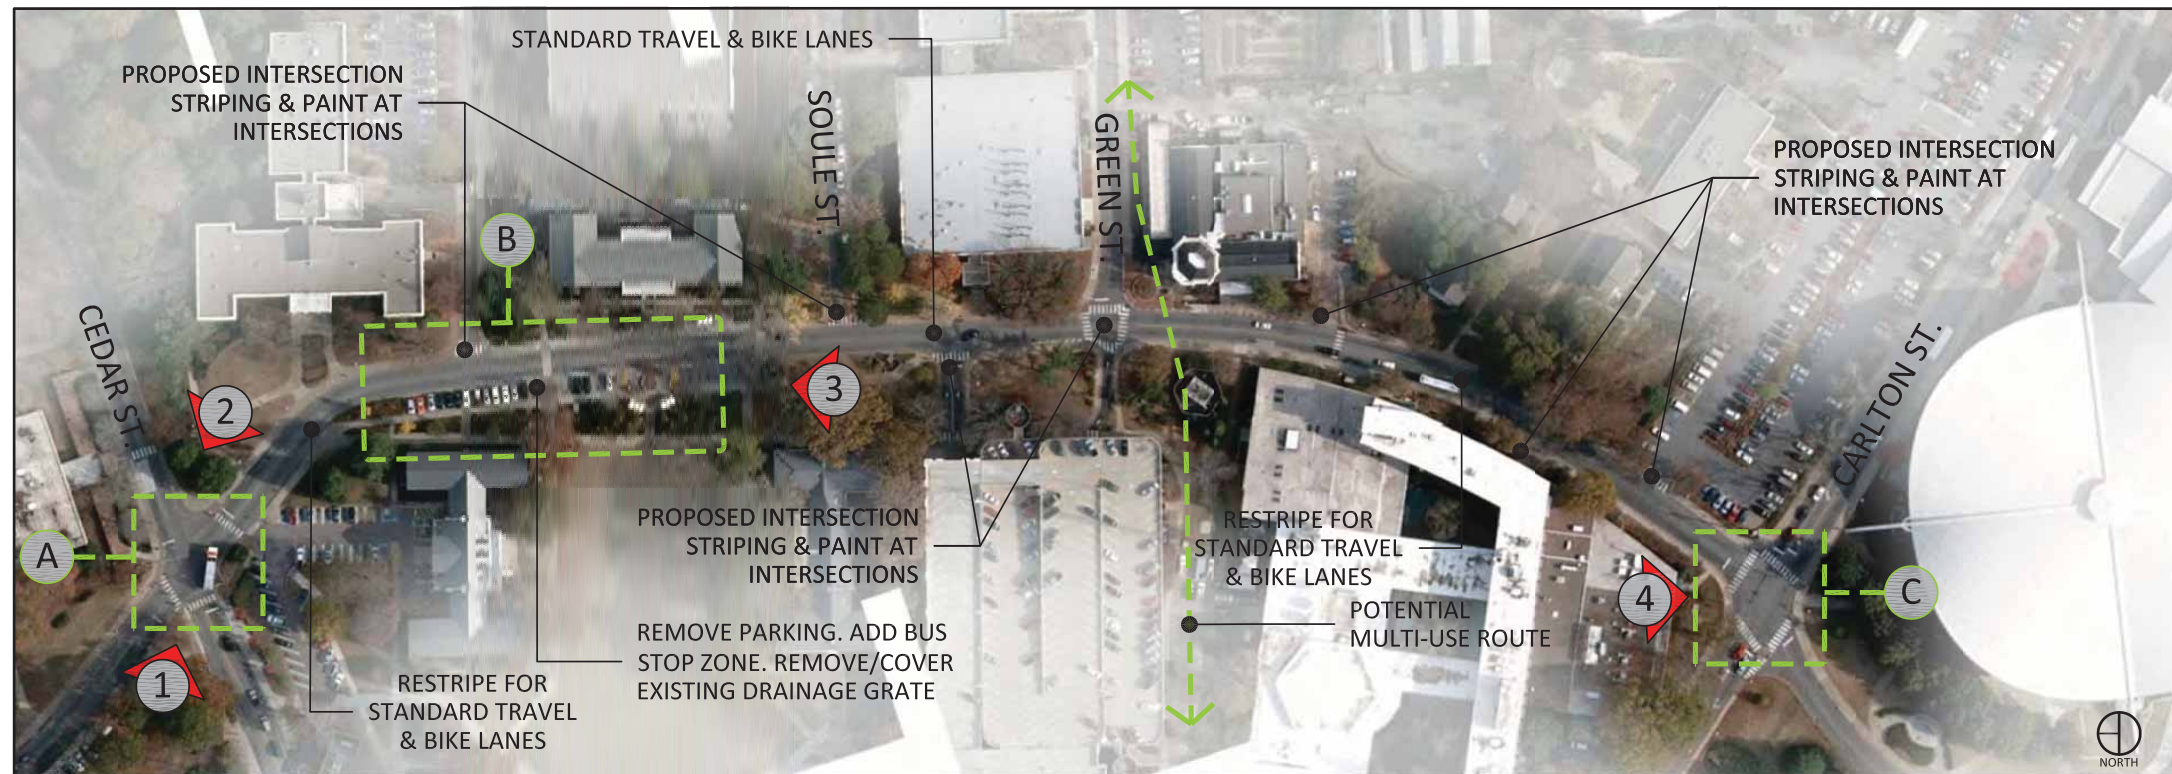 STANDARD TRAVEL & BIKE LANES
PROPOSED INTERSECTION
STRIPING & PAINT AT
INTERSECTIONS
SOULE ST.
GREEN ST.
PROPOSED INTERSECTION
STRIPING & PAINT AT
INTERSECTIONS
B
CEDAR ST.
2
3
CARLTON ST.
A
PROPOSED INTERSECTION
STRIPING & PAINT AT
INTERSECTIONS
RESTRIPE FOR
STANDARD TRAVEL
& BIKE LANES
4
C
POTENTIAL
MULTI-USE ROUTE
REMOVE PARKING. ADD BUS
STOP ZONE. REMOVE/COVER
EXISTING DRAINAGE GRATE
1
RESTRIPE FOR
STANDARD TRAVEL
& BIKE LANES
NORTH